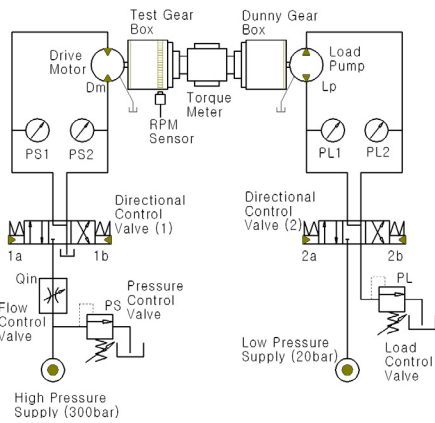 Test Gear
Box
Dunny Gear
Box
Drive
Motor
Dm
Load
Pump
Lp
Torque
Meter
RPM
Sensor
PS1
PS2
PL1
PL2
Directional
Control
Valve (1)
Directional
Control
Valve (2)
1a
1b
2a
2b
Qin
Flow
Control
Valve
PS
Pressure
Control
Valve
PL
Load
Control
Valve
High Pressure
Supply (300bar)
Low Pressure
Supply (20bar)